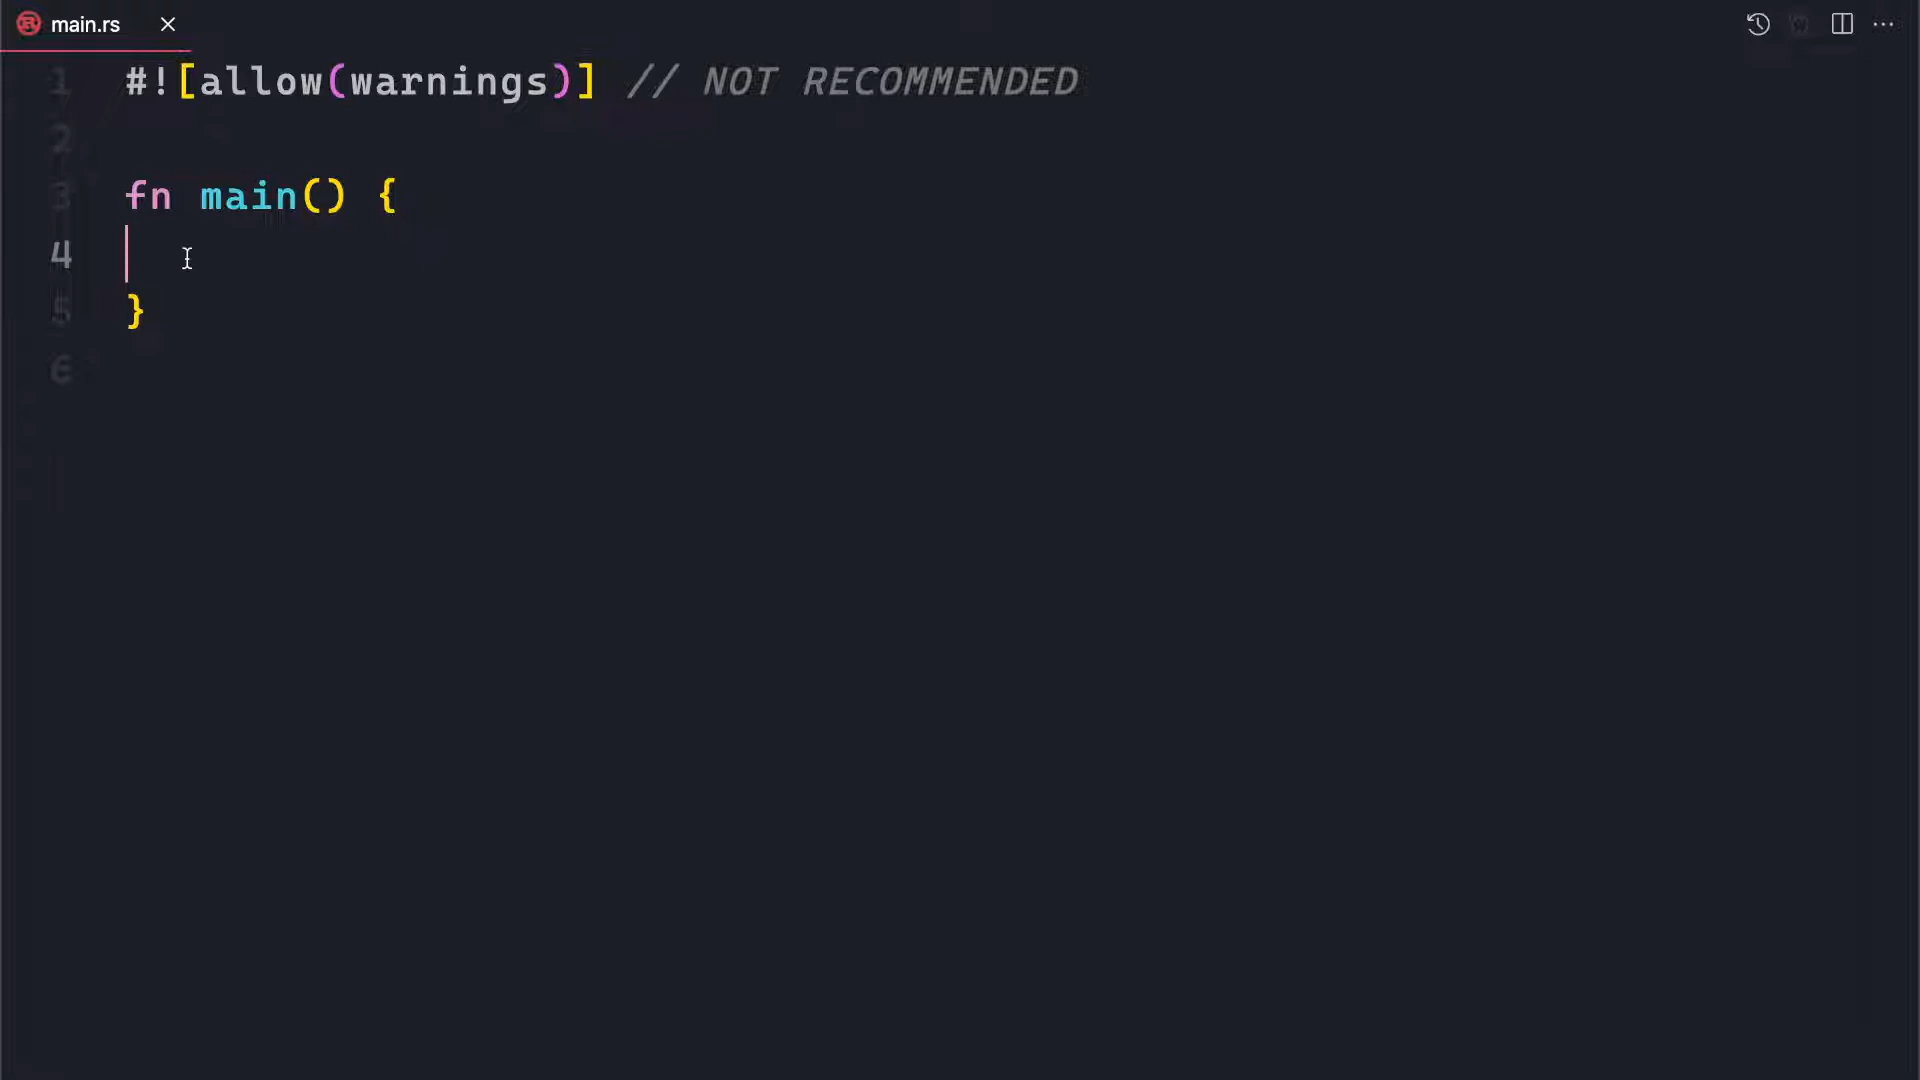 main.rs
1 #![allow(warnings)] // NOT RECOMMENDED
2
3 fn main() {
4
5 }
6